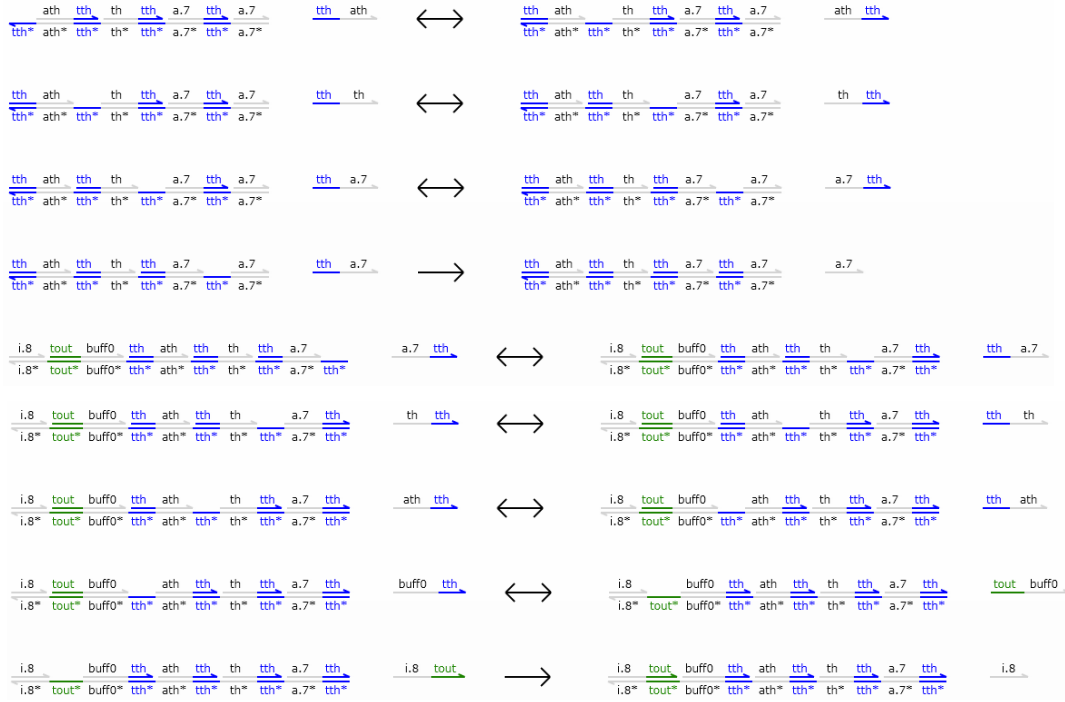 ath tth th tth a.7 tth a.7 tth ath tth ath th tth a.7 tth a.7 ath tth
tth* ath* tth* th* tth* a.7* tth* a.7* tth* ath* tth* th* tth* a.7* tth* a.7*
tth ath th tth a.7 tth a.7 tth th tth ath tth th a.7 tth a.7 th tth
tth* ath* tth* th* tth* a.7* tth* a.7* tth* ath* tth* th* tth* a.7* tth* a.7*
tth ath tth th a.7 tth a.7 tth a.7 tth ath tth th tth a.7 a.7 a.7 tth
tth* ath* tth* th* tth* a.7* tth* a.7* tth* ath* tth* th* tth* a.7* tth* a.7*
tth ath tth th tth a.7 a.7 tth a.7 tth ath tth th tth a.7 tth a.7 a.7
tth* ath* tth* th* tth* a.7* tth* a.7* tth* ath* tth* th* tth* a.7* tth* a.7*
i.8 tout buff0 tth ath tth th tth a.7 a.7 tth i.8 tout buff0 tth ath tth th a.7 tth tth a.7
i.8* tout* buff0* tth* ath* tth* th* tth* a.7* tth* i.8* tout* buff0* tth* ath* tth* th* tth* a.7* tth*
i.8 tout buff0 tth ath tth th a.7 tth th tth i.8 tout buff0 tth ath th tth a.7 tth tth th
i.8* tout* buff0* tth* ath* tth* th* tth* a.7* tth* i.8* tout* buff0* tth* ath* tth* th* tth* a.7* tth*
i.8 tout buff0 tth ath th tth a.7 tth ath tth i.8 tout buff0 ath tth th tth a.7 tth tth ath
i.8* tout* buff0* tth* ath* tth* th* tth* a.7* tth* i.8* tout* buff0* tth* ath* tth* th* tth* a.7* tth*
i.8 tout buff0 ath tth th tth a.7 tth buff0 tth i.8 buff0 tth ath tth th tth a.7 tth tout buff0
i.8* tout* buff0* tth* ath* tth* th* tth* a.7* tth* i.8* tout* buff0* tth* ath* tth* th* tth* a.7* tth*
i.8 buff0 tth ath tth th tth a.7 tth i.8 tout i.8 tout buff0 tth ath tth th tth a.7 tth i.8
i.8* tout* buff0* tth* ath* tth* th* tth* a.7* tth* i.8* tout* buff0* tth* ath* tth* th* tth* a.7* tth*